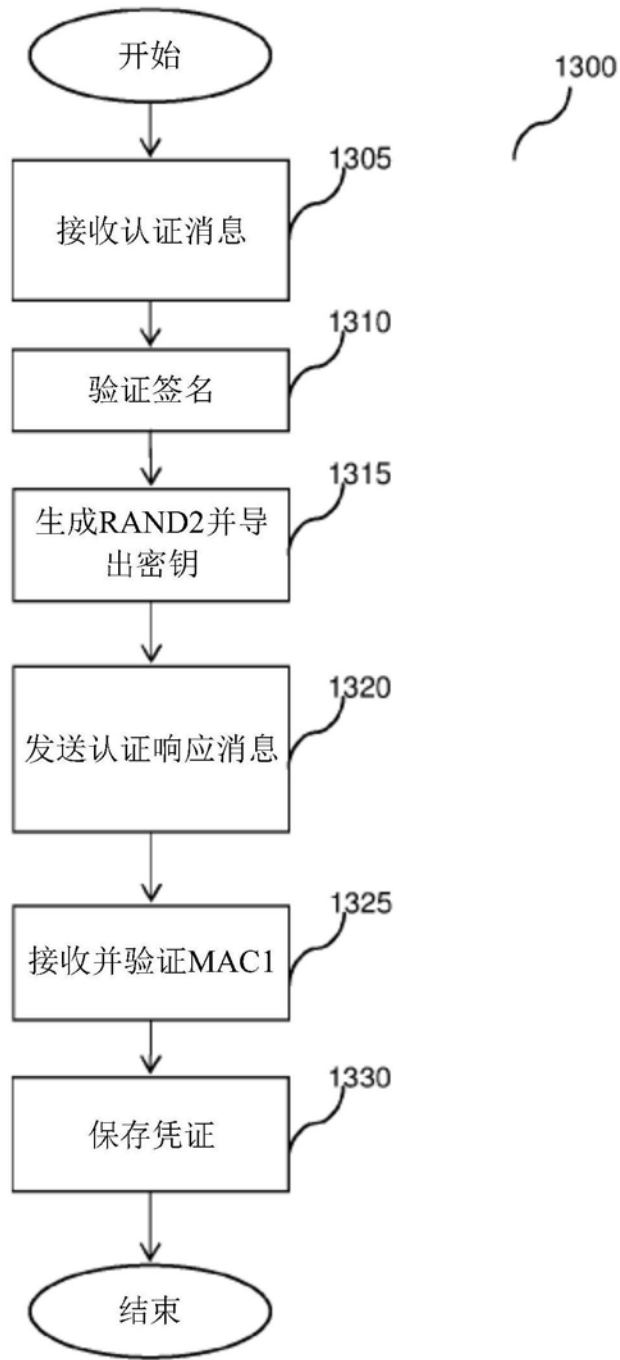 开始
1300
1305
接收认证消息
1310
验证签名
1315
生成RAND2并导
出密钥
1320
发送认证响应消息
1325
接收并验证MAC1
1330
保存凭证
结束